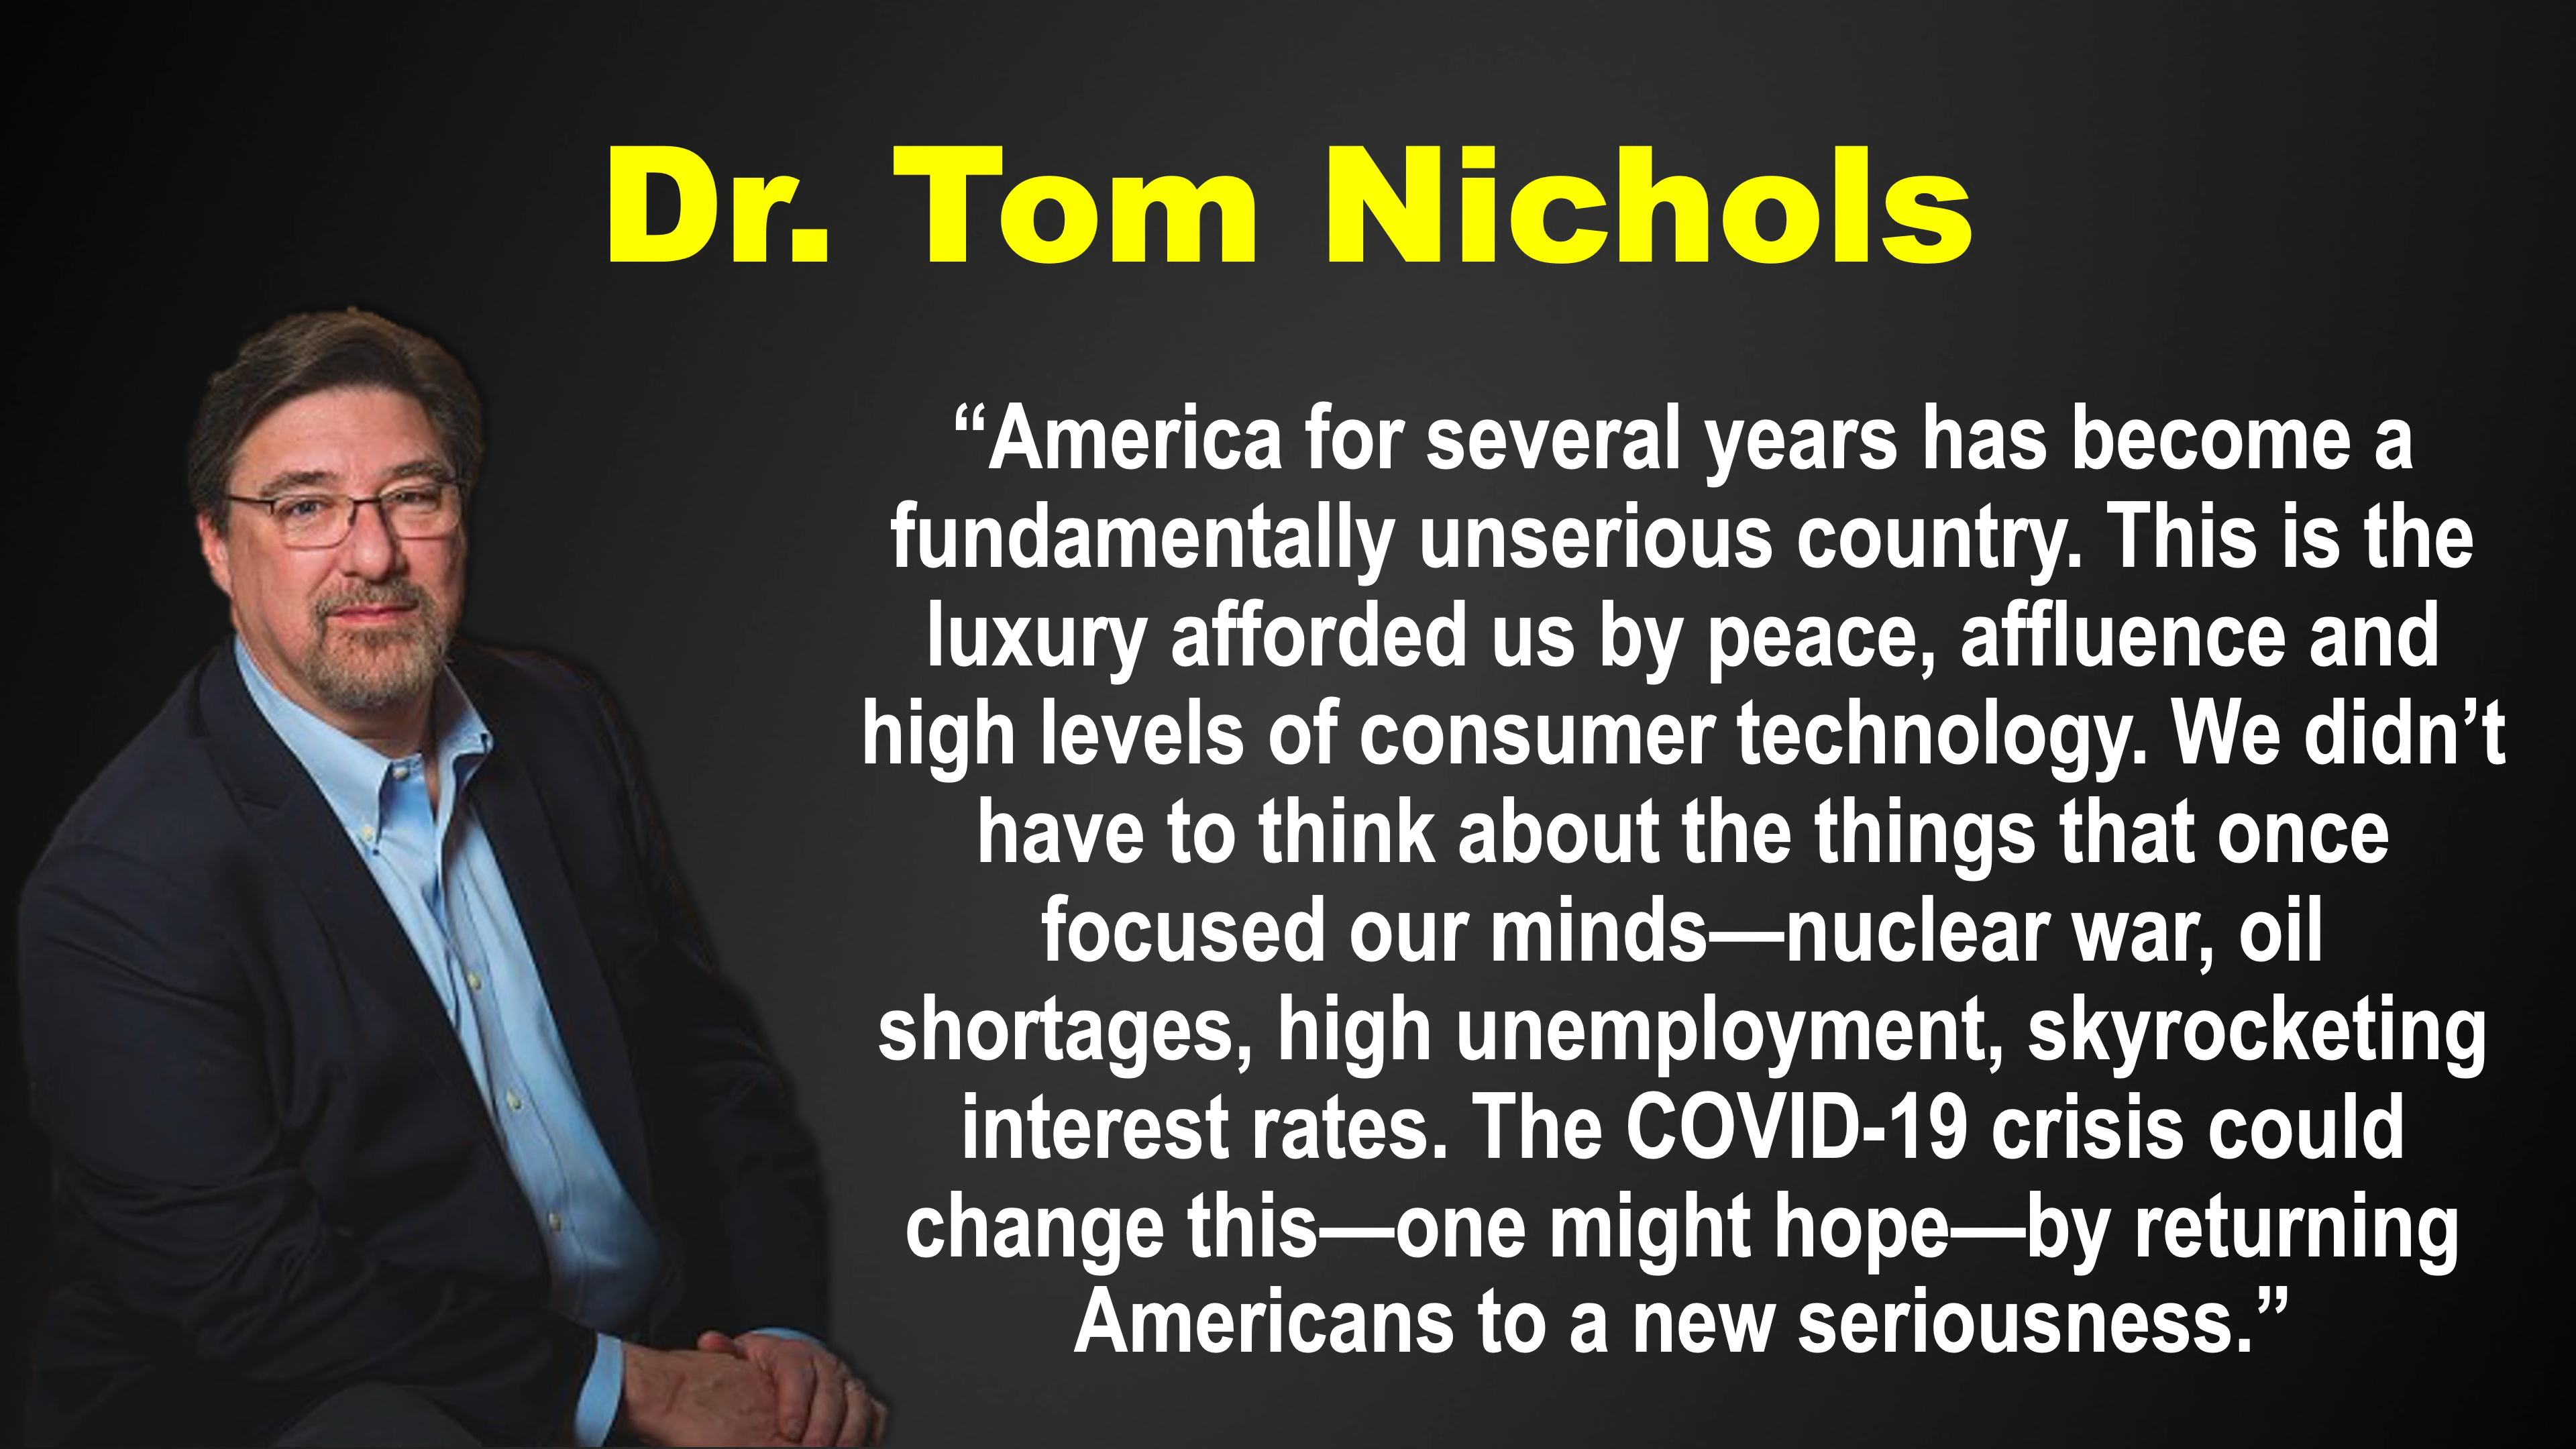 Dr. Tom Nichols
“America for several years has become a
fundamentally unserious country. This is the
luxury afforded us by peace, affluence and
high levels of consumer technology. We didn’t
have to think about the things that once
focused our minds—nuclear war, oil
shortages, high unemployment, skyrocketing
interest rates. The COVID-19 crisis could
change this—one might hope—by returning
Americans to a new seriousness.”